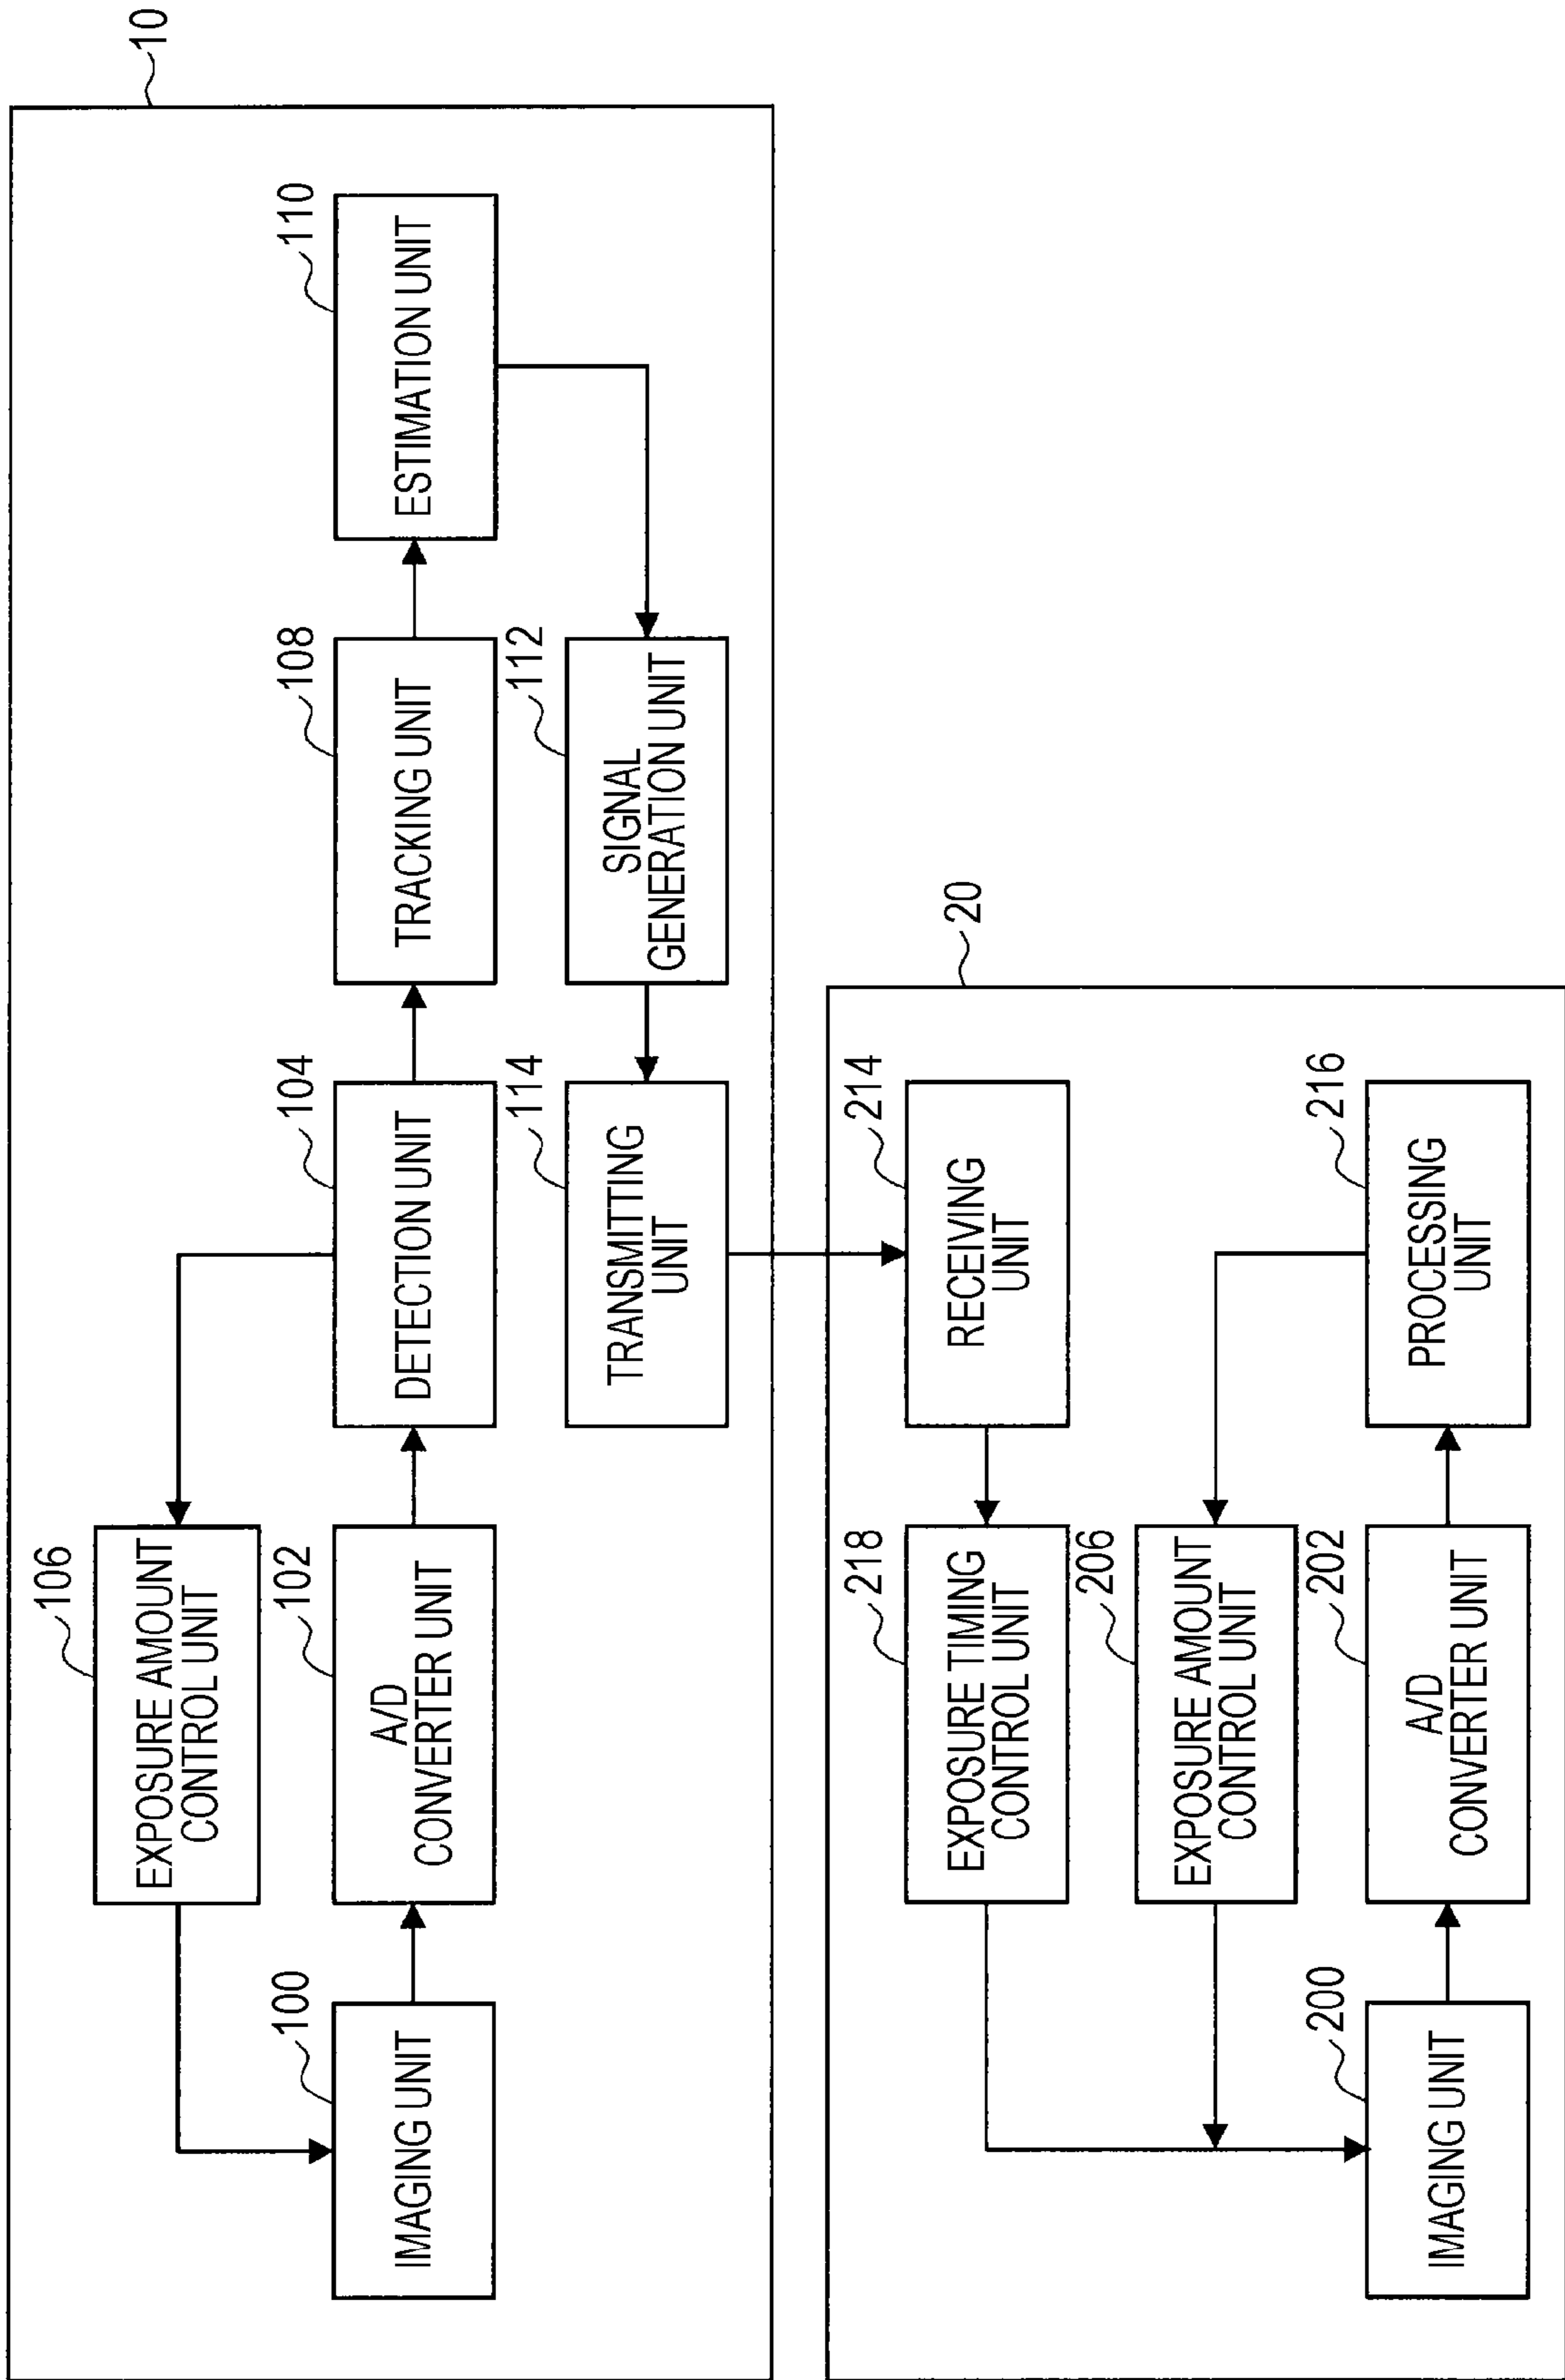 10
106
EXPOSURE AMOUNT
CONTROL UNIT
100
IMAGING UNIT
102
A/D
CONVERTER UNIT
104
DETECTION UNIT
108
TRACKING UNIT
110
ESTIMATION UNIT
114
TRANSMITTING
UNIT
112
SIGNAL
GENERATION UNIT
20
218
EXPOSURE TIMING
CONTROL UNIT
214
RECEIVING
UNIT
206
EXPOSURE AMOUNT
CONTROL UNIT
200
IMAGING UNIT
202
A/D
CONVERTER UNIT
216
PROCESSING
UNIT